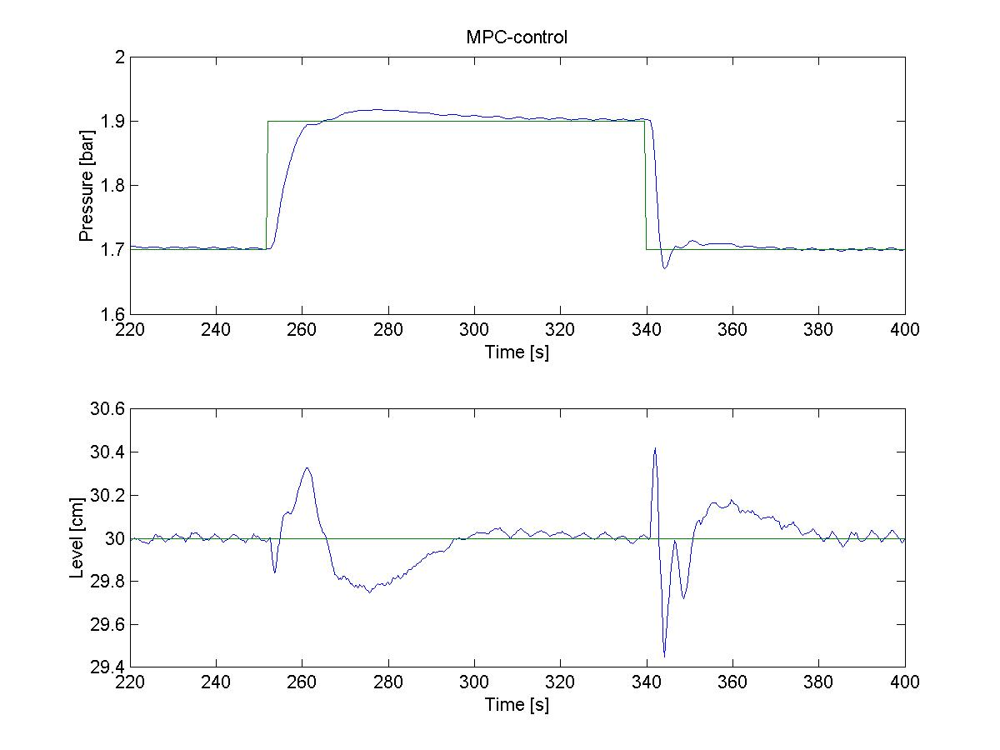 MPC-control
2
1.9
1.8
1.7
1.6
Pressure [bar]
220 240 260 280 300 320 340 360 380 400
Time [s]
30.6
30.4
30.2
30
29.8
29.6
29.4
Level [cm]
220 240 260 280 300 320 340 360 380 400
Time [s]